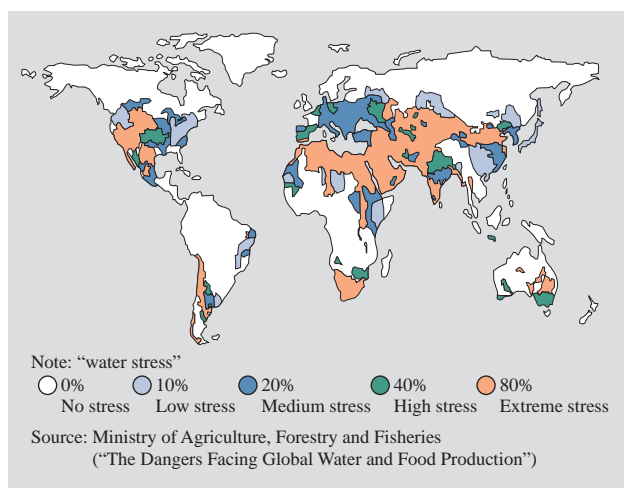 Note: “water stress”
0% 10% 20% 40% 80%
No stress Low stress Medium stress High stress Extreme stress
Source: Ministry of Agriculture, Forestry and Fisheries
(“The Dangers Facing Global Water and Food Production”)